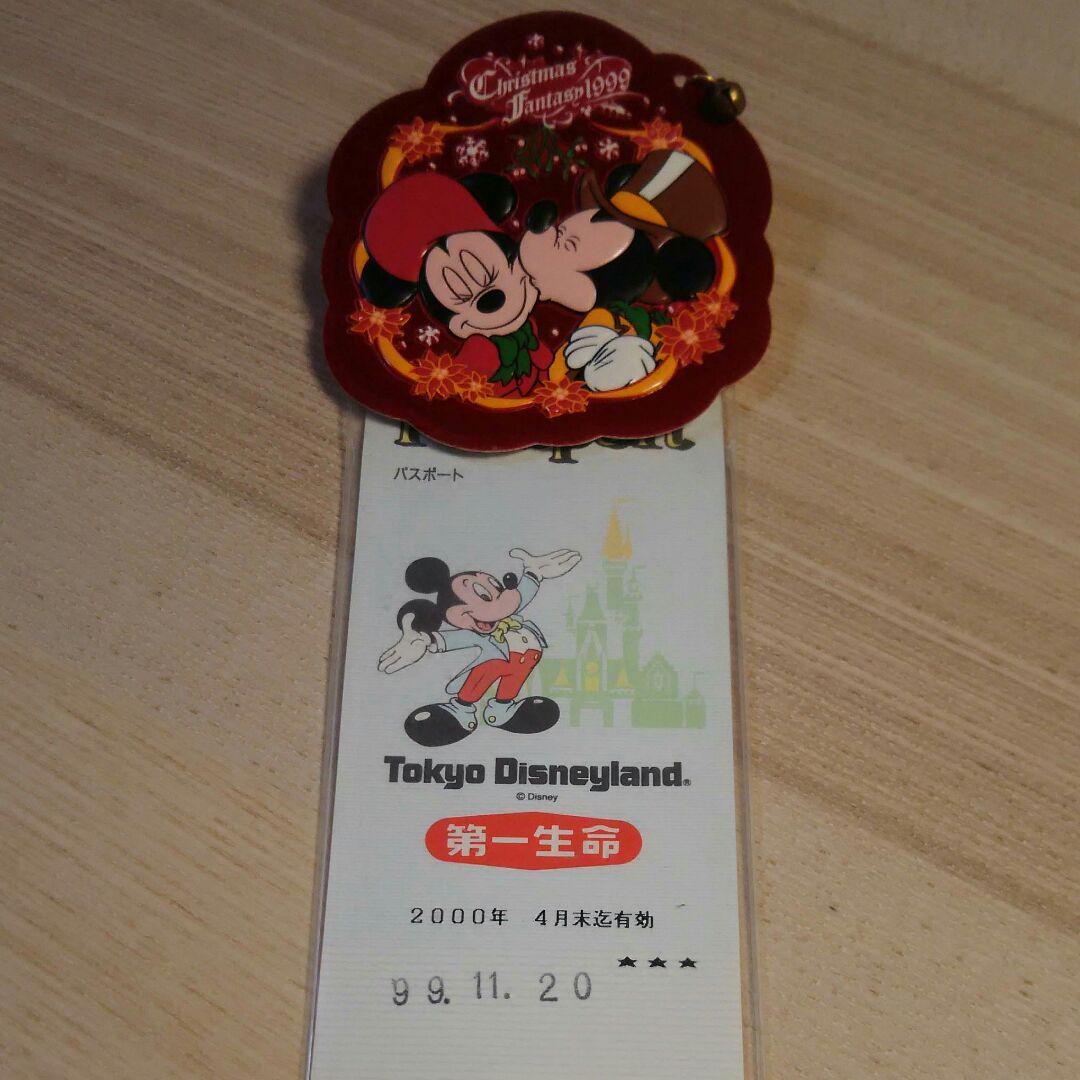 Christmas
Fantasy 1999
パスポート
Tokyo Disneyland®
© Disney
第一生命
2000年 4月末迄有効
★★★
99.11.20